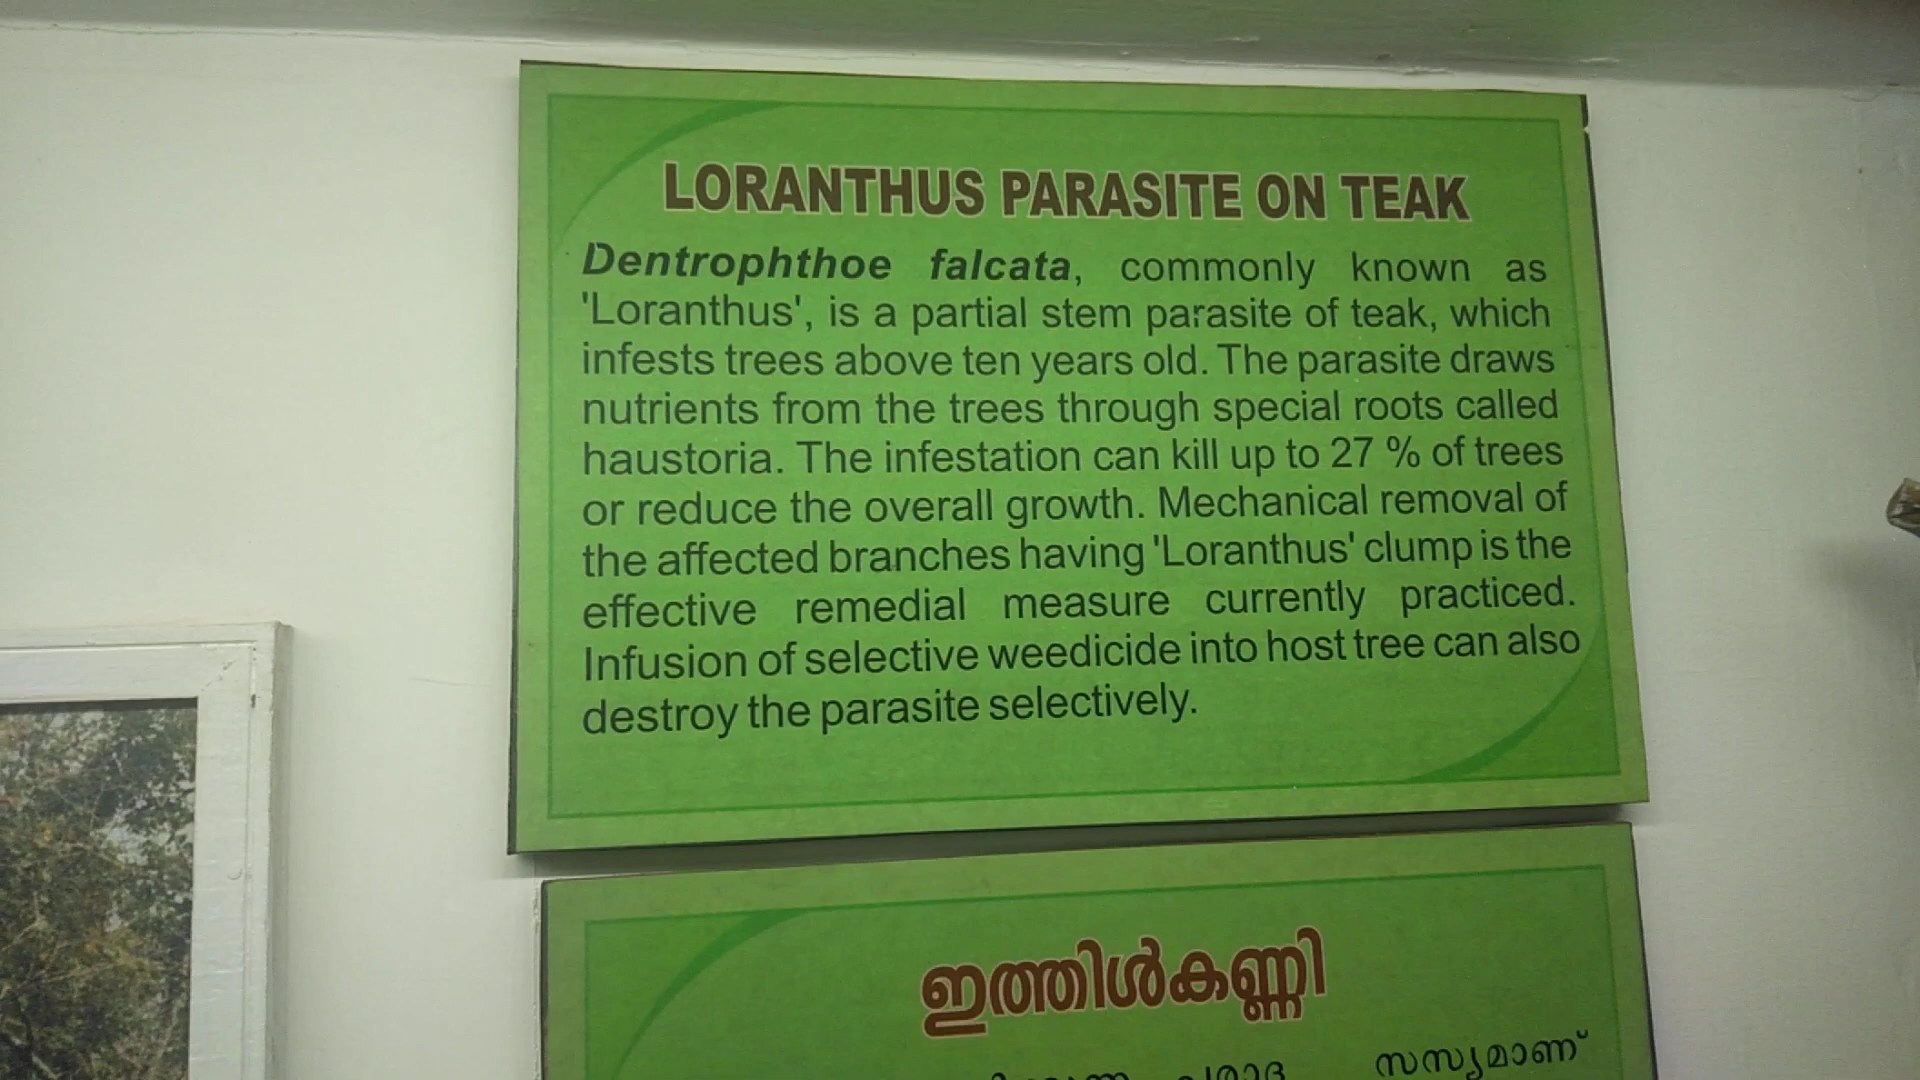 LORANTHUS PARASITE ON TEAK
Dentrophthoe falcata, commonly known as
'Loranthus', is a partial stem parasite of teak, which
infests trees above ten years old. The parasite draws
nutrients from the trees through special roots called
haustoria. The infestation can kill up to 27 % of trees
or reduce the overall growth. Mechanical removal of
the affected branches having 'Loranthus' clump is the
effective remedial measure currently practiced.
Infusion of selective weedicide into host tree can also
destroy the parasite selectively.
ഇത്തിൾകണ്ണി
സസ്യമാണ്